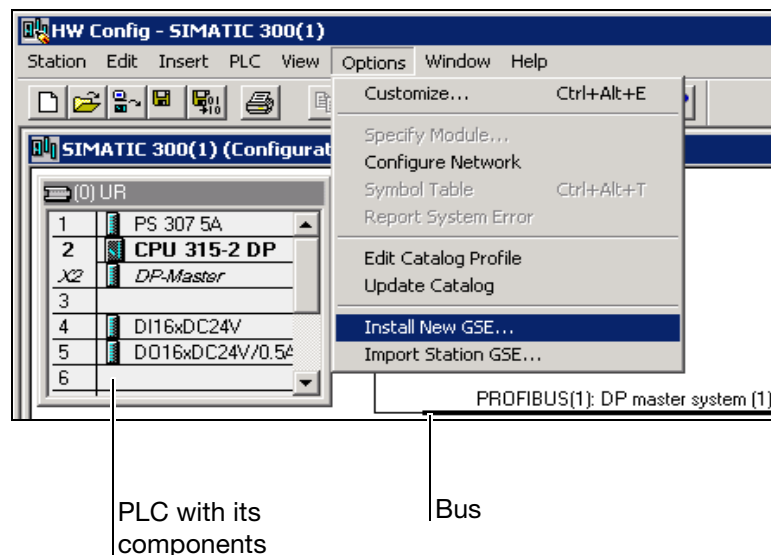 HW Config - SIMATIC 300(1)
Station Edit Insert PLC View Options Window Help
Customize... Ctrl+Alt+E
Specify Module...
Configure Network
Symbol Table Ctrl+Alt+T
Report System Error
Edit Catalog Profile
Update Catalog
Install New GSE...
Import Station GSE...
SIMATIC 300(1) (Configurat
(0) UR
1 PS 307 5A
2 CPU 315-2 DP
X2 DP-Master
3
4 DI16xDC24V
5 DO16xDC24V/0.5A
6
PROFIBUS(1): DP master system (1)
PLC with its
components
Bus